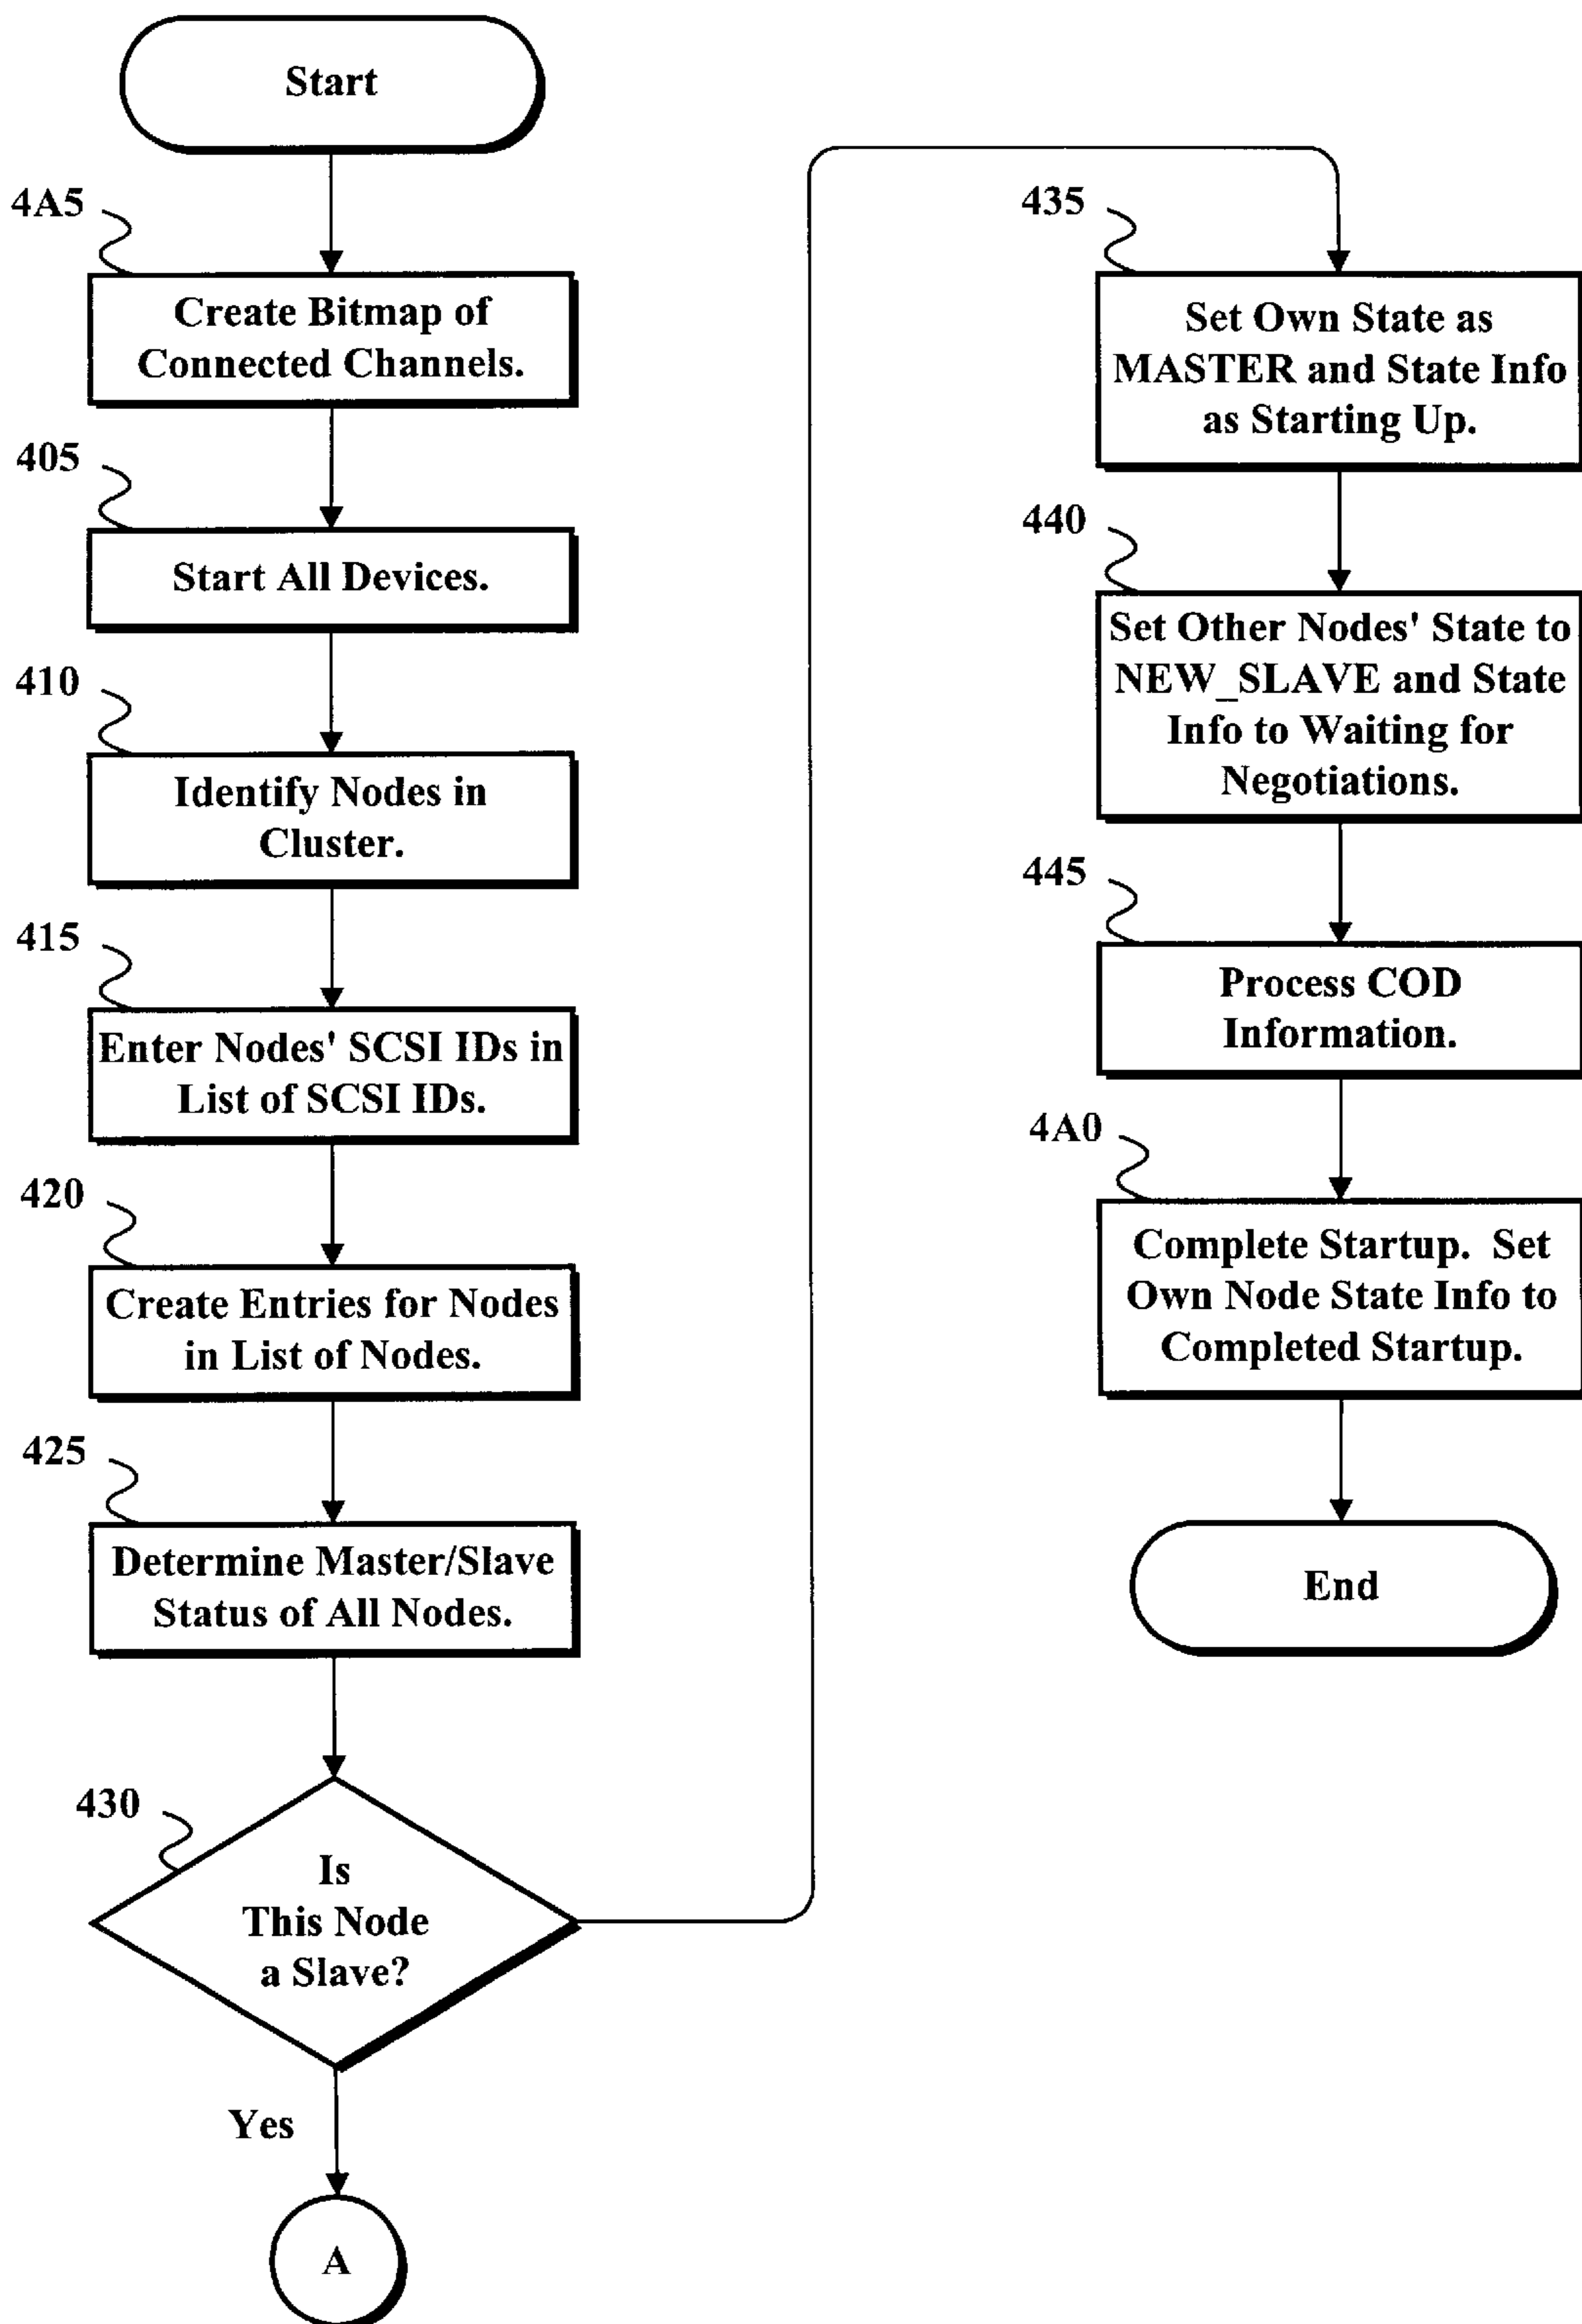 Start
4A5
Create Bitmap of
Connected Channels.
405
Start All Devices.
410
Identify Nodes in
Cluster.
415
Enter Nodes' SCSI IDs in
List of SCSI IDs.
420
Create Entries for Nodes
in List of Nodes.
425
Determine Master/Slave
Status of All Nodes.
430
Is
This Node
a Slave?
Yes
A
435
Set Own State as
MASTER and State Info
as Starting Up.
440
Set Other Nodes' State to
NEW_SLAVE and State
Info to Waiting for
Negotiations.
445
Process COD
Information.
4A0
Complete Startup. Set
Own Node State Info to
Completed Startup.
End